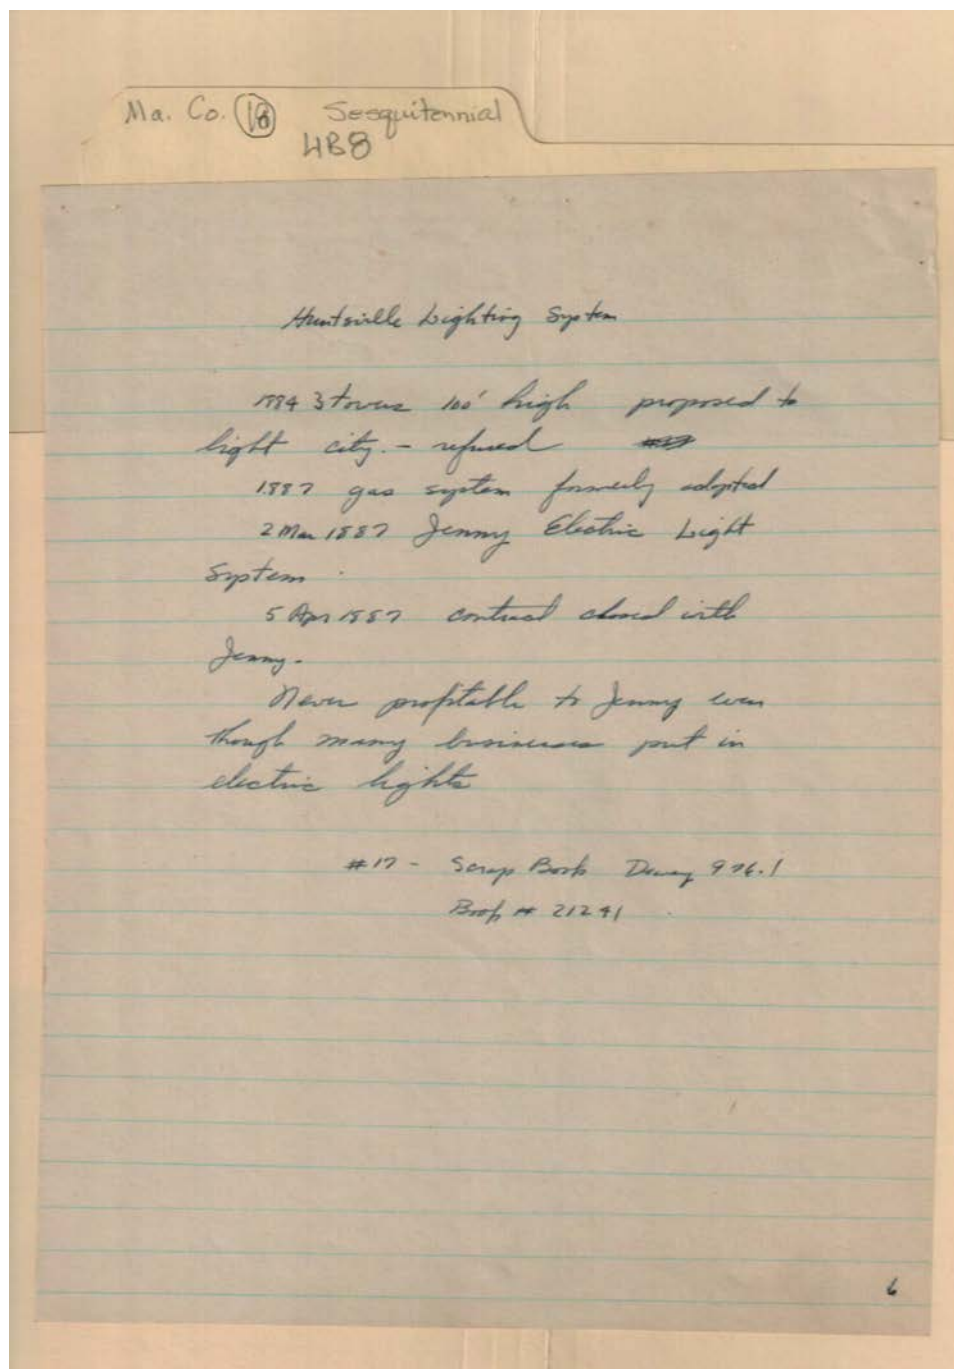 Ma. Co. 18 Sesquitennial
4B8
Huntsville Lighting System
1884 3 towers 100' high proposed to
light city. - refused
1887 gas system formerly adopted
2 Mar 1887 Jenny Electric Light
System
5 Apr 1887 contract closed with
Jenny.
Never profitable to Jenny even
though many businesses put in
electric lights
#17 - Scrap Book Dewey 976.1
Book # 21241
6